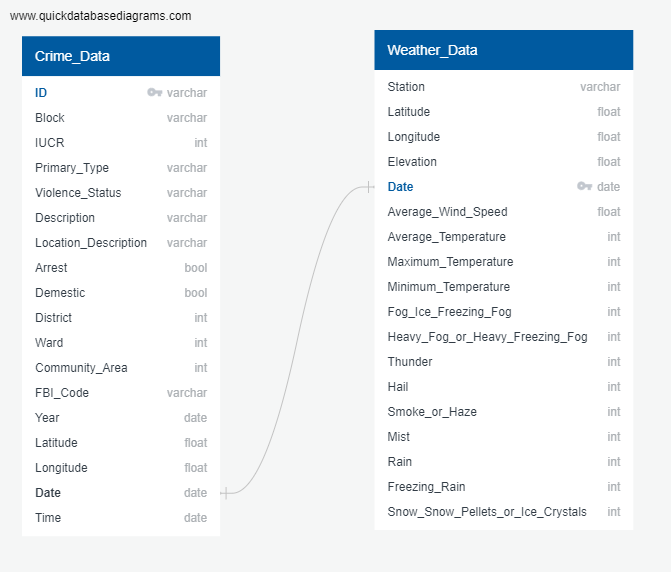 www.quickdatabasediagrams.com
Crime_Data
ID varchar
Block varchar
IUCR int
Primary_Type varchar
Violence_Status varchar
Description varchar
Location_Description varchar
Arrest bool
Demestic bool
District int
Ward int
Community_Area int
FBI_Code varchar
Year date
Latitude float
Longitude float
Date date
Time date
Weather_Data
Station varchar
Latitude float
Longitude float
Elevation float
Date date
Average_Wind_Speed float
Average_Temperature int
Maximum_Temperature int
Minimum_Temperature int
Fog_Ice_Freezing_Fog int
Heavy_Fog_or_Heavy_Freezing_Fog int
Thunder int
Hail int
Smoke_or_Haze int
Mist int
Rain int
Freezing_Rain int
Snow_Snow_Pellets_or_Ice_Crystals int